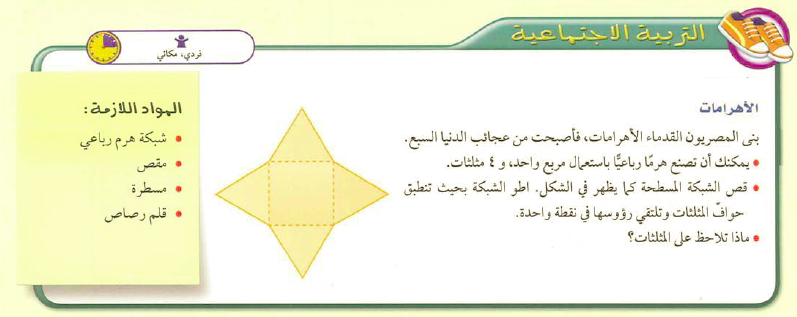 التربية الاجتماعية
فردي، مكاني
الأهرامات
بنى المصريون القدماء الأهرامات، فأصبحت من عجائب الدنيا السبع.
• يمكنك أن تصنع هرمًا رباعيًّا باستعمال مربع واحد، و ٤ مثلثات.
• قص الشبكة المسطحة كما يظهر في الشكل. اطو الشبكة بحيث تنطبق
حوافّ المثلثات وتلتقي رؤوسها في نقطة واحدة.
• ماذا تلاحظ على المثلثات؟
المواد اللازمة:
• شبكة هرم رباعي
• مقص
• مسطرة
• قلم رصاص